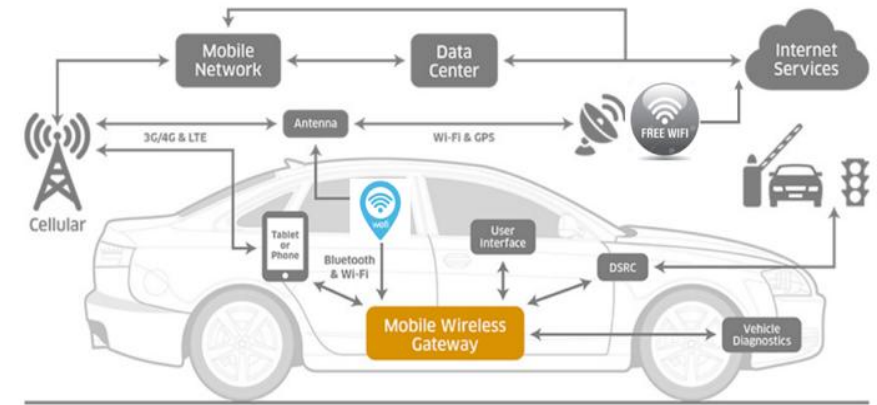 Mobile
Network
Data
Center
Internet
Services
Antenna
3G/4G & LTE
Wi-Fi & GPS
FREE WIFI
Cellular
Tablet
or
Phone
Bluetooth
& Wi-Fi
User
Interface
DSRC
Mobile Wireless
Gateway
Vehicle
Diagnostics